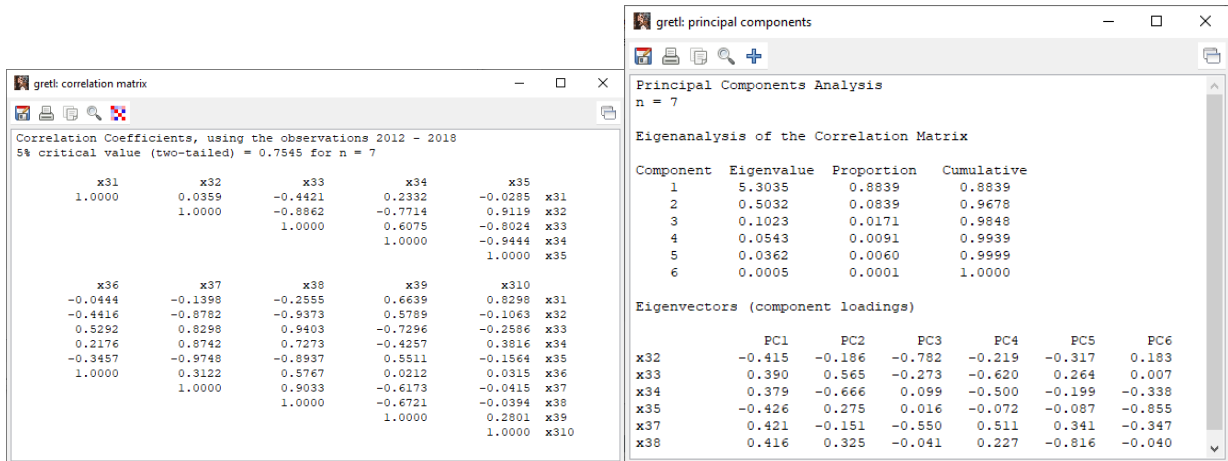 gretl: correlation matrix
Correlation Coefficients, using the observations 2012 - 2018
5% critical value (two-tailed) = 0.7545 for n = 7
x31 x32 x33 x34 x35
1.0000 0.0359 -0.4421 0.2332 -0.0285 x31
1.0000 -0.8862 -0.7714 0.9119 x32
1.0000 0.6075 -0.8024 x33
1.0000 -0.9444 x34
1.0000 x35
x36 x37 x38 x39 x310
-0.0444 -0.1398 -0.2555 0.6639 0.8298 x31
-0.4416 -0.8782 -0.9373 0.5789 -0.1063 x32
0.5292 0.8298 0.9403 -0.7296 -0.2586 x33
0.2176 0.8742 0.7273 -0.4257 0.3816 x34
-0.3457 -0.9748 -0.8937 0.5511 -0.1564 x35
1.0000 0.3122 0.5767 0.0212 0.0315 x36
1.0000 0.9033 -0.6173 -0.0415 x37
1.0000 -0.6721 -0.0394 x38
1.0000 0.2801 x39
1.0000 x310
gretl: principal components
Principal Components Analysis
n = 7
Eigenanalysis of the Correlation Matrix
Component Eigenvalue Proportion Cumulative
1 5.3035 0.8839 0.8839
2 0.5032 0.0839 0.9678
3 0.1023 0.0171 0.9848
4 0.0543 0.0091 0.9939
5 0.0362 0.0060 0.9999
6 0.0005 0.0001 1.0000
Eigenvectors (component loadings)
PC1 PC2 PC3 PC4 PC5 PC6
x32 -0.415 -0.186 -0.782 -0.219 -0.317 0.183
x33 0.390 0.565 -0.273 -0.620 0.264 0.007
x34 0.379 -0.666 0.099 -0.500 -0.199 -0.338
x35 -0.426 0.275 0.016 -0.072 -0.087 -0.855
x37 0.421 -0.151 -0.550 0.511 0.341 -0.347
x38 0.416 0.325 -0.041 0.227 -0.816 -0.040